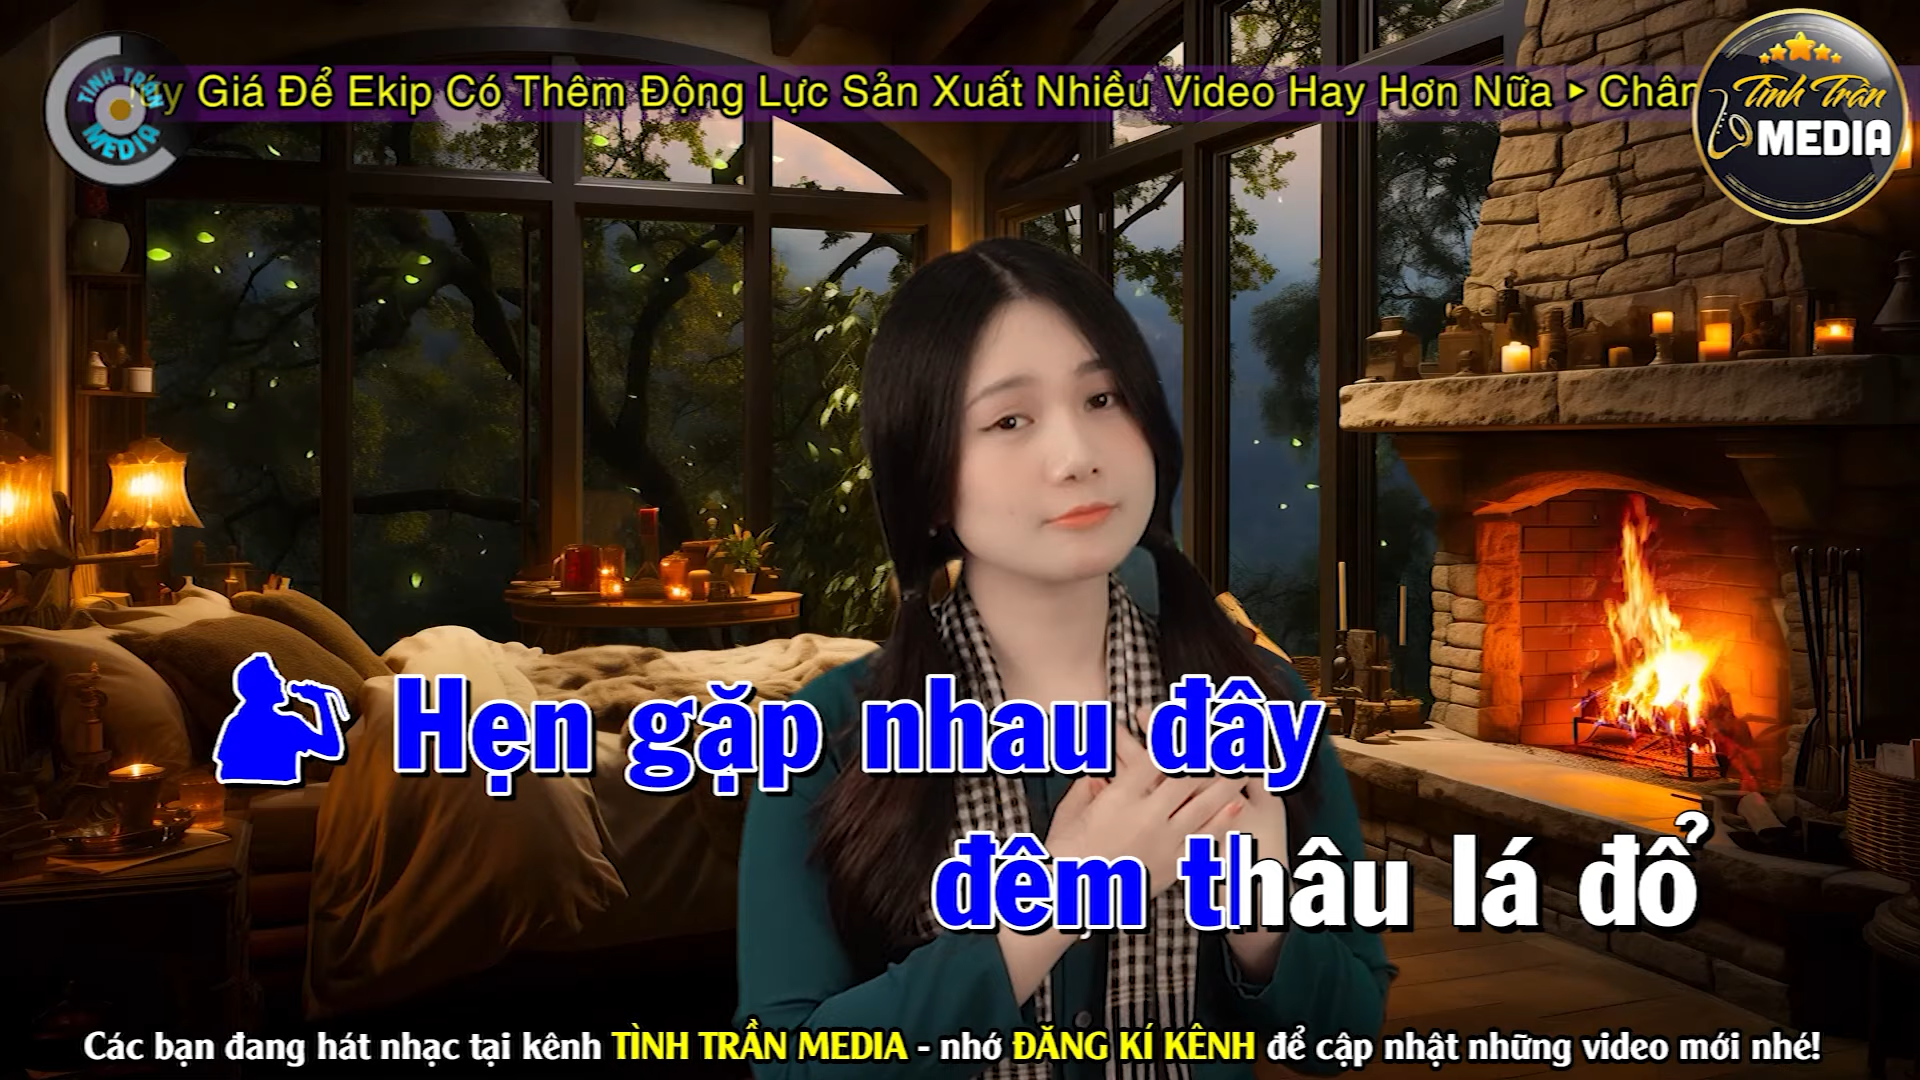 Giá Để Ekip Có Thêm Động Lực Sản Xuất Nhiều Video Hay Hơn Nữa ▸ Chân
TÌNH TRẦN MEDIA
Tình Trần
MEDIA
Hẹn gặp nhau đây
đêm thâu lá đổ
Các bạn đang hát nhạc tại kênh TÌNH TRẦN MEDIA - nhớ ĐĂNG KÍ KÊNH để cập nhật những video mới nhé!